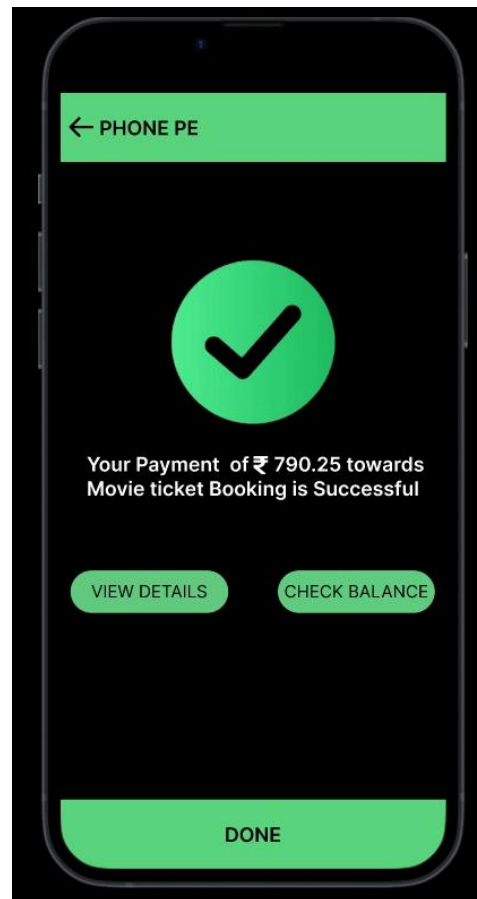 PHONE PE
Your Payment of ₹ 790.25 towards
Movie ticket Booking is Successful
VIEW DETAILS
CHECK BALANCE
DONE